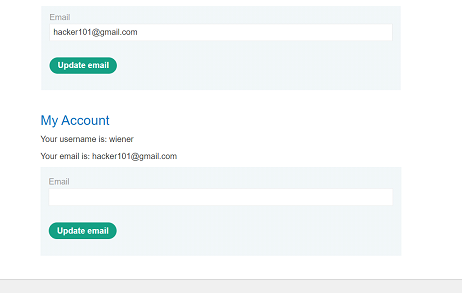 Email
hacker101@gmail.com
Update email
My Account
Your username is: wiener
Your email is: hacker101@gmail.com
Email
Update email